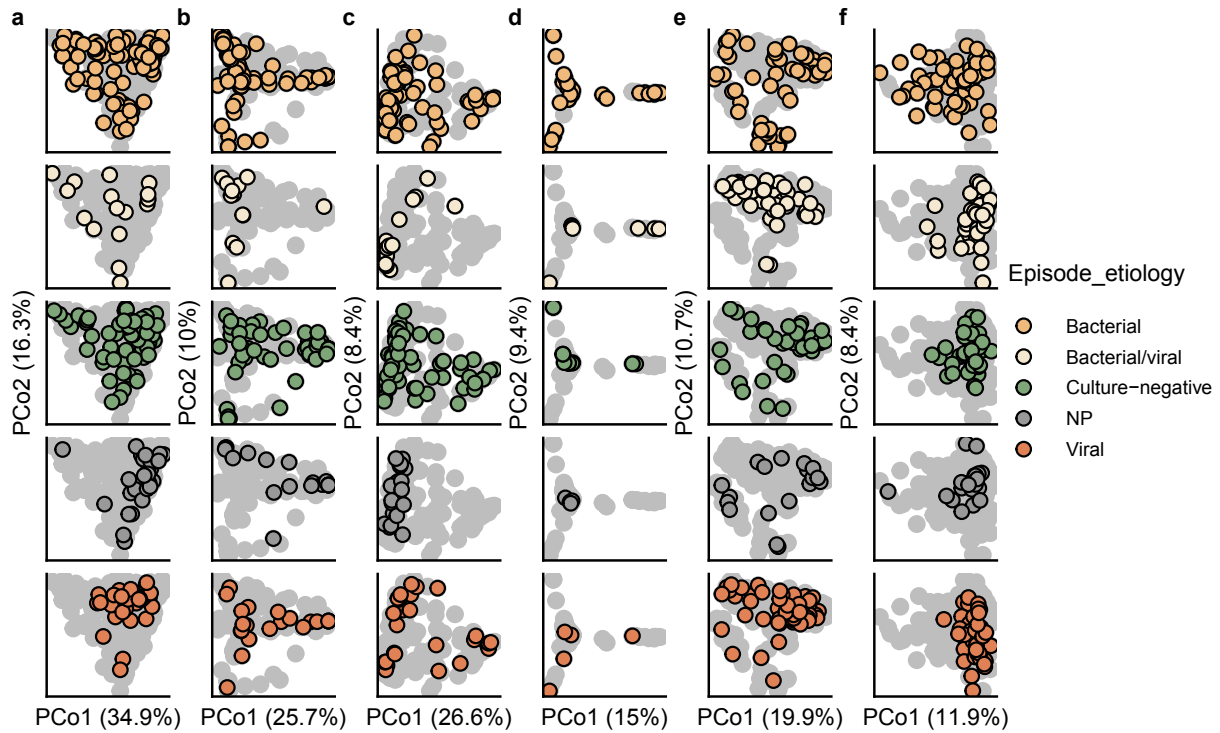 a b c d e f
PCo2 (16.3%)
PCo2 (10%)
PCo2 (8.4%)
PCo2 (9.4%)
PCo2 (10.7%)
PCo2 (8.4%)
Episode_etiology
Bacterial
Bacterial/viral
Culture−negative
NP
Viral
PCo1 (34.9%) PCo1 (25.7%) PCo1 (26.6%) PCo1 (15%) PCo1 (19.9%) PCo1 (11.9%)